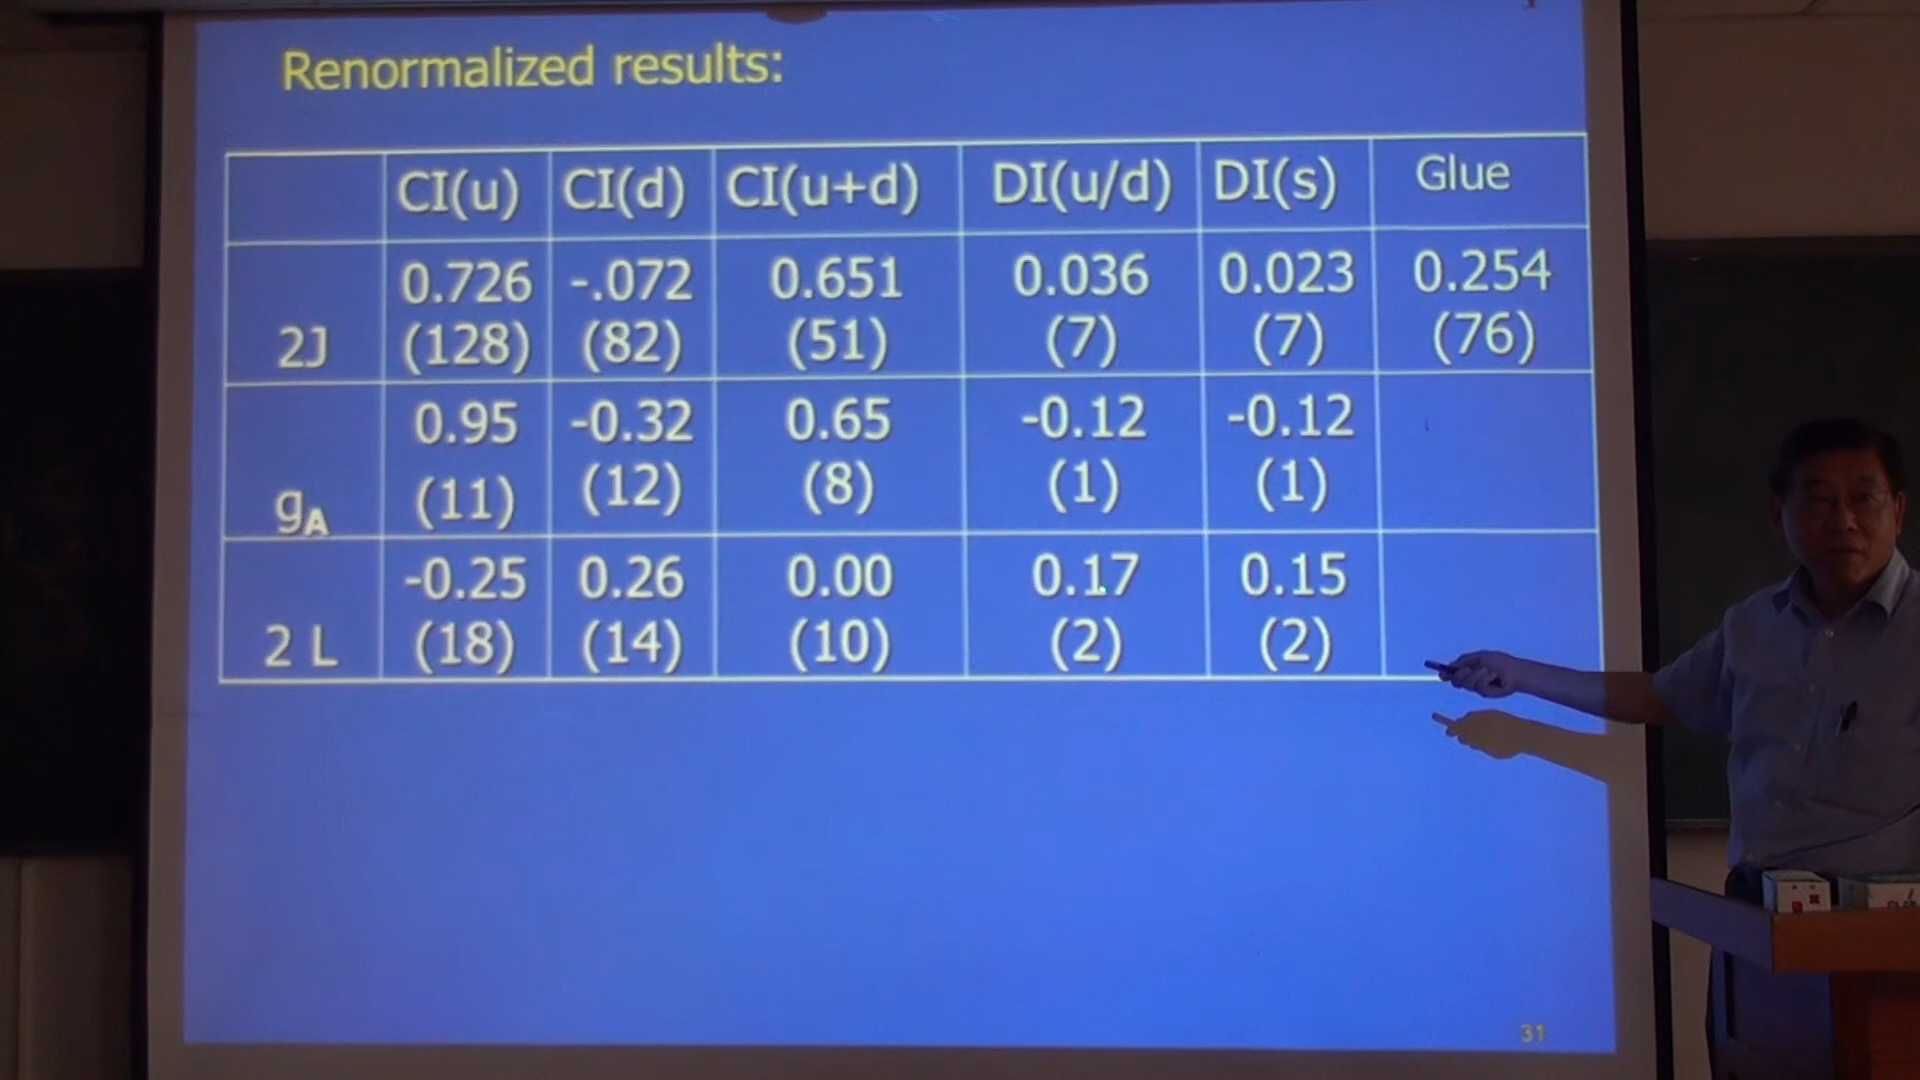 Renormalized results:
CI(u) CI(d) CI(u+d) DI(u/d) DI(s) Glue
2J 0.726 (128) -.072 (82) 0.651 (51) 0.036 (7) 0.023 (7) 0.254 (76)
gA 0.95 (11) -0.32 (12) 0.65 (8) -0.12 (1) -0.12 (1)
2 L -0.25 (18) 0.26 (14) 0.00 (10) 0.17 (2) 0.15 (2)
31